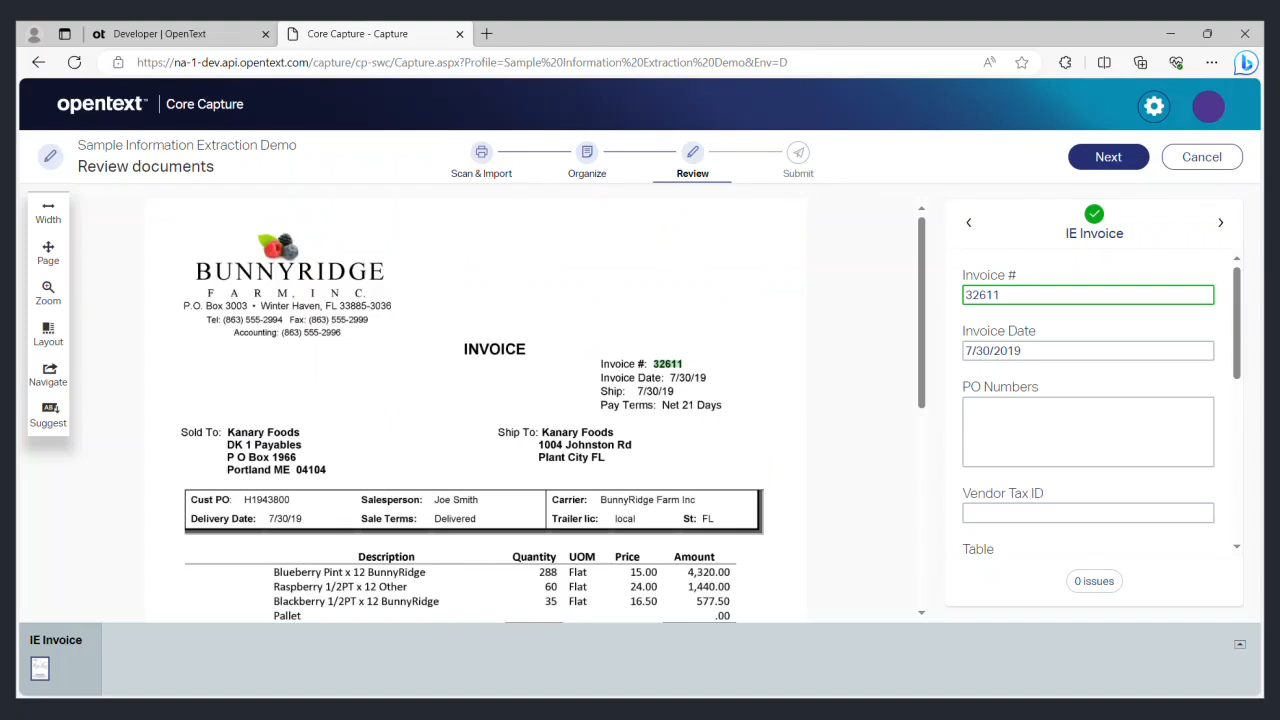 Developer | OpenText
Core Capture - Capture
https://na-1-dev.api.opentext.com/capture/cp-swc/Capture.aspx?Profile=Sample%20Information%20Extraction%20Demo&Env=D
opentext™ | Core Capture
Sample Information Extraction Demo
Review documents
Scan & Import
Organize
Review
Submit
Next
Cancel
Width
Page
Zoom
Layout
Navigate
Suggest
BUNNYRIDGE
FARM, INC.
P.O. Box 3003 • Winter Haven, FL 33885-3036
Tel: (863) 555-2994 Fax: (863) 555-2999
Accounting: (863) 555-2996
INVOICE
Invoice #: 32611
Invoice Date: 7/30/19
Ship: 7/30/19
Pay Terms: Net 21 Days
Sold To: Kanary Foods
DK 1 Payables
P O Box 1966
Portland ME 04104
Ship To: Kanary Foods
1004 Johnston Rd
Plant City FL
Cust PO: H1943800 Salesperson: Joe Smith Carrier: BunnyRidge Farm Inc
Delivery Date: 7/30/19 Sale Terms: Delivered Trailer lic: local St: FL
Description Quantity UOM Price Amount
Blueberry Pint x 12 BunnyRidge 288 Flat 15.00 4,320.00
Raspberry 1/2PT x 12 Other 60 Flat 24.00 1,440.00
Blackberry 1/2PT x 12 BunnyRidge 35 Flat 16.50 577.50
Pallet .00
IE Invoice
Invoice #
32611
Invoice Date
7/30/2019
PO Numbers
Vendor Tax ID
Table
0 issues
IE Invoice